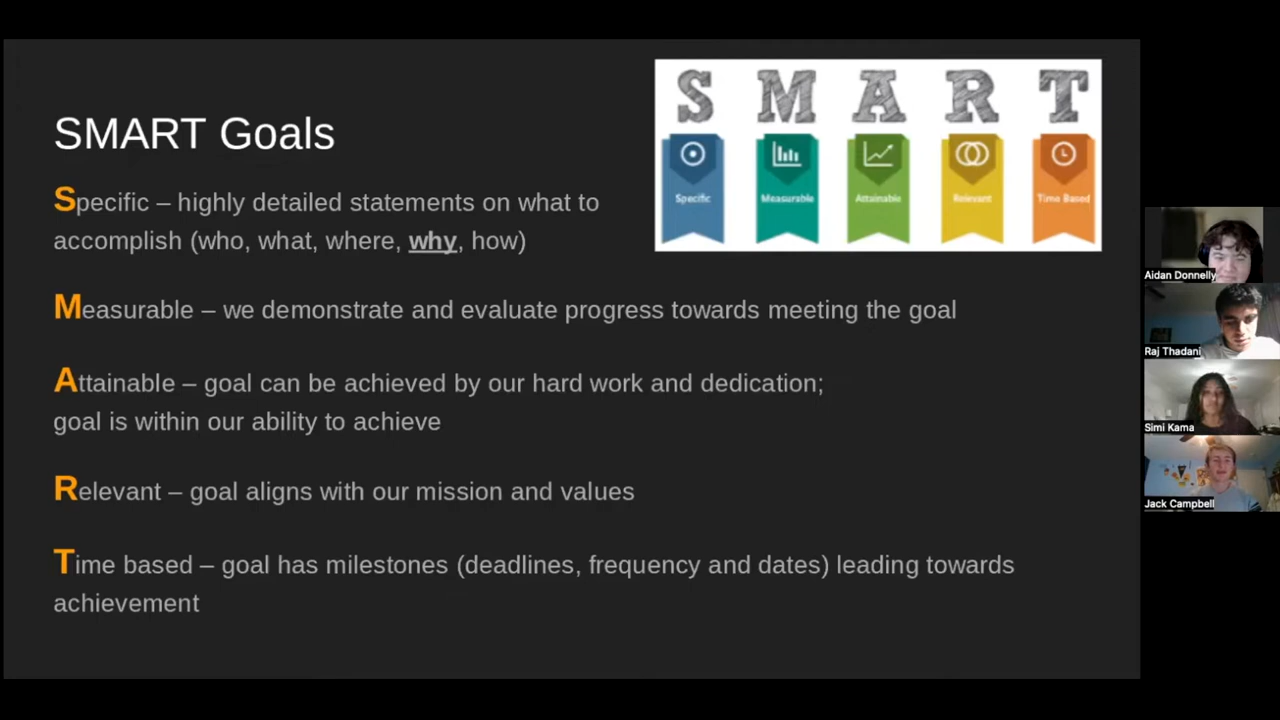 SMART Goals
Specific – highly detailed statements on what to
accomplish (who, what, where, why, how)
Measurable – we demonstrate and evaluate progress towards meeting the goal
Attainable – goal can be achieved by our hard work and dedication;
goal is within our ability to achieve
Relevant – goal aligns with our mission and values
Time based – goal has milestones (deadlines, frequency and dates) leading towards
achievement
S M A R T
Specific Measurable Attainable Relevant Time Based
Aidan Donnelly
Raj Thadani
Simi Kama
Jack Campbell